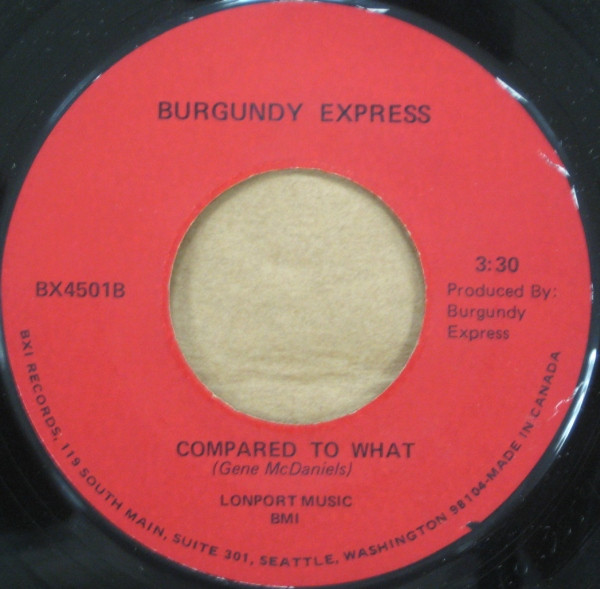 BURGUNDY EXPRESS
BX4501B
3:30
Produced By:
Burgundy
Express
COMPARED TO WHAT
(Gene McDaniels)
LONPORT MUSIC
BMI
BXI RECORDS, 119 SOUTH MAIN, SUITE 301, SEATTLE, WASHINGTON 98104-MADE IN CANADA